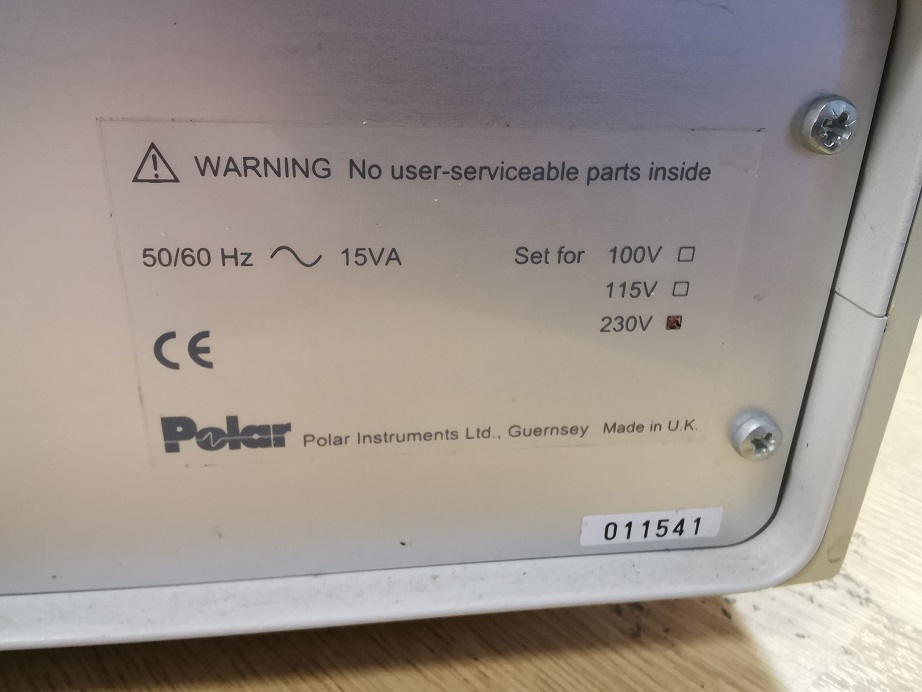 WARNING No user-serviceable parts inside
50/60 Hz 15VA Set for 100V
115V
230V
CE
Polar Polar Instruments Ltd., Guernsey Made in U.K.
011541